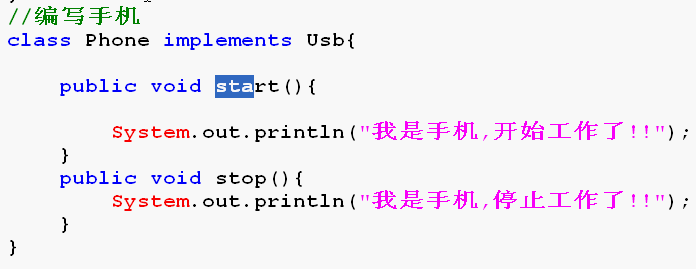 //编写手机
class Phone implements Usb{
public void start(){
System.out.println("我是手机,开始工作了!!");
}
public void stop(){
System.out.println("我是手机,停止工作了!!");
}
}